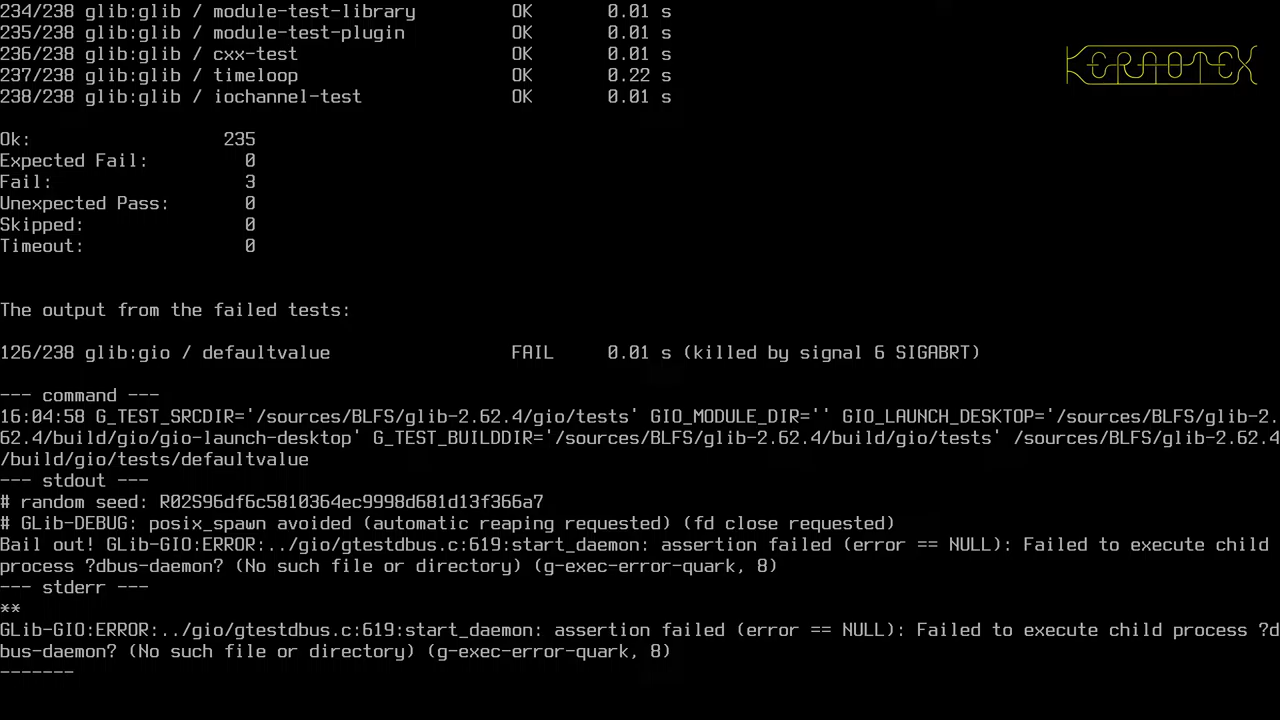 234/238 glib:glib / module-test-library         OK       0.01 s
235/238 glib:glib / module-test-plugin          OK       0.01 s
236/238 glib:glib / cxx-test                    OK       0.01 s
237/238 glib:glib / timeloop                    OK       0.22 s
238/238 glib:glib / iochannel-test              OK       0.01 s
KERNOTEX
Ok:                  235
Expected Fail:         0
Fail:                  3
Unexpected Pass:       0
Skipped:               0
Timeout:               0
The output from the failed tests:
126/238 glib:gio / defaultvalue                 FAIL     0.01 s (killed by signal 6 SIGABRT)
--- command ---
16:04:58 G_TEST_SRCDIR='/sources/BLFS/glib-2.62.4/gio/tests' GIO_MODULE_DIR='' GIO_LAUNCH_DESKTOP='/sources/BLFS/glib-2.
62.4/build/gio/gio-launch-desktop' G_TEST_BUILDDIR='/sources/BLFS/glib-2.62.4/build/gio/tests' /sources/BLFS/glib-2.62.4
/build/gio/tests/defaultvalue
--- stdout ---
# random seed: R02S96df6c5810364ec9998d681d13f366a7
# GLib-DEBUG: posix_spawn avoided (automatic reaping requested) (fd close requested)
Bail out! GLib-GIO:ERROR:../gio/gtestdbus.c:619:start_daemon: assertion failed (error == NULL): Failed to execute child
process ?dbus-daemon? (No such file or directory) (g-exec-error-quark, 8)
--- stderr ---
**
GLib-GIO:ERROR:../gio/gtestdbus.c:619:start_daemon: assertion failed (error == NULL): Failed to execute child process ?d
bus-daemon? (No such file or directory) (g-exec-error-quark, 8)
-------